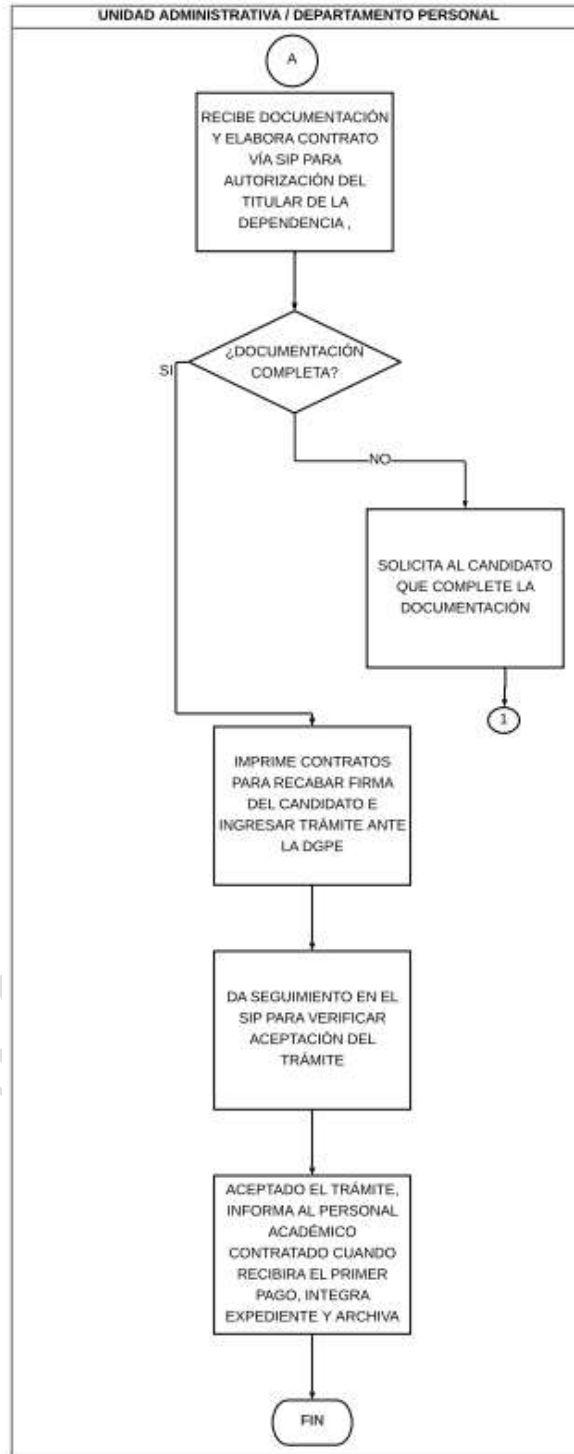 UNIDAD ADMINISTRATIVA / DEPARTAMENTO PERSONAL
A
RECIBE DOCUMENTACIÓN
Y ELABORA CONTRATO
VÍA SIP PARA
AUTORIZACIÓN DEL
TITULAR DE LA
DEPENDENCIA ,
¿DOCUMENTACIÓN
COMPLETA?
SI
NO
SOLICITA AL CANDIDATO
QUE COMPLETE LA
DOCUMENTACIÓN
1
IMPRIME CONTRATOS
PARA RECABAR FIRMA
DEL CANDIDATO E
INGRESAR TRÁMITE ANTE
LA DGPE
DA SEGUIMIENTO EN EL
SIP PARA VERIFICAR
ACEPTACIÓN DEL
TRÁMITE
ACEPTADO EL TRÁMITE,
INFORMA AL PERSONAL
ACADÉMICO
CONTRATADO CUANDO
RECIBIRA EL PRIMER
PAGO, INTEGRA
EXPEDIENTE Y ARCHIVA
FIN